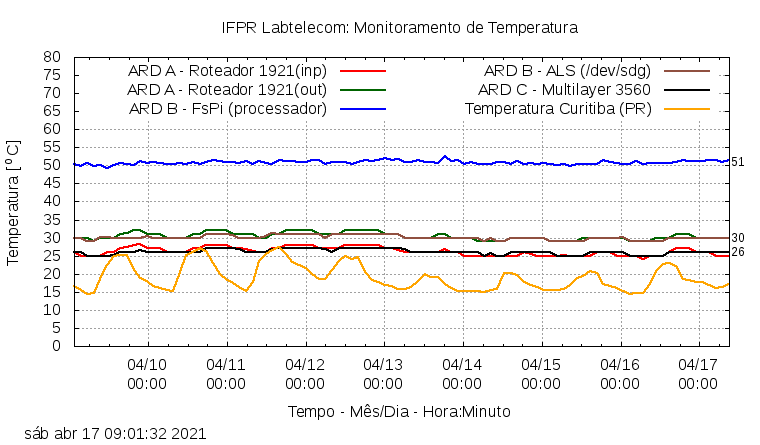 IFPR Labtelecom: Monitoramento de Temperatura
80
75
70
65
60
55
50
45
40
35
30
25
20
15
10
5
0
Temperatura [ ºC]
ARD A - Roteador 1921(inp)
ARD A - Roteador 1921(out)
ARD B - FsPi (processador)
ARD B - ALS (/dev/sdg)
ARD C - Multilayer 3560
Temperatura Curitiba (PR)
51
30
26
04/10 04/11 04/12 04/13 04/14 04/15 04/16 04/17
00:00 00:00 00:00 00:00 00:00 00:00 00:00 00:00
Tempo - Mês/Dia - Hora:Minuto
sáb abr 17 09:01:32 2021